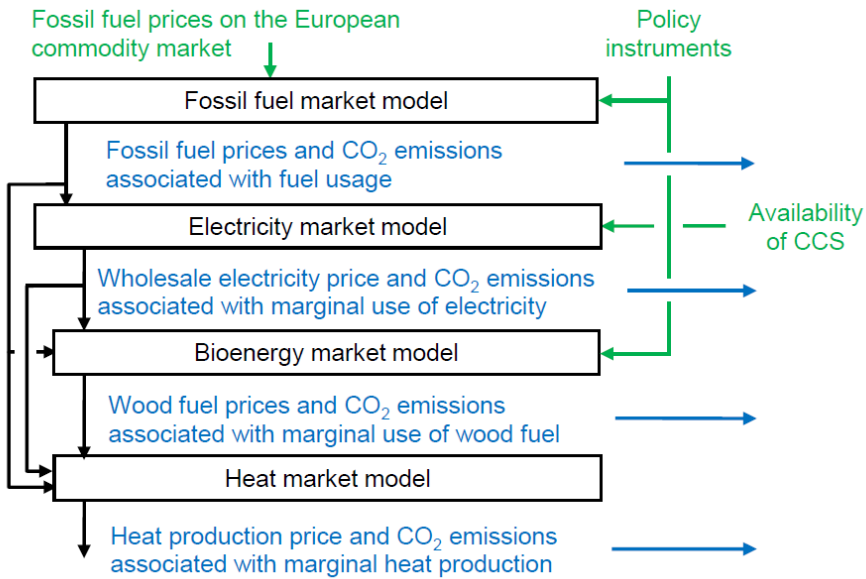 Fossil fuel prices on the European
commodity market
Policy
instruments
Fossil fuel market model
Fossil fuel prices and CO₂ emissions
associated with fuel usage
Electricity market model
Availability
of CCS
Wholesale electricity price and CO₂ emissions
associated with marginal use of electricity
Bioenergy market model
Wood fuel prices and CO₂ emissions
associated with marginal use of wood fuel
Heat market model
Heat production price and CO₂ emissions
associated with marginal heat production